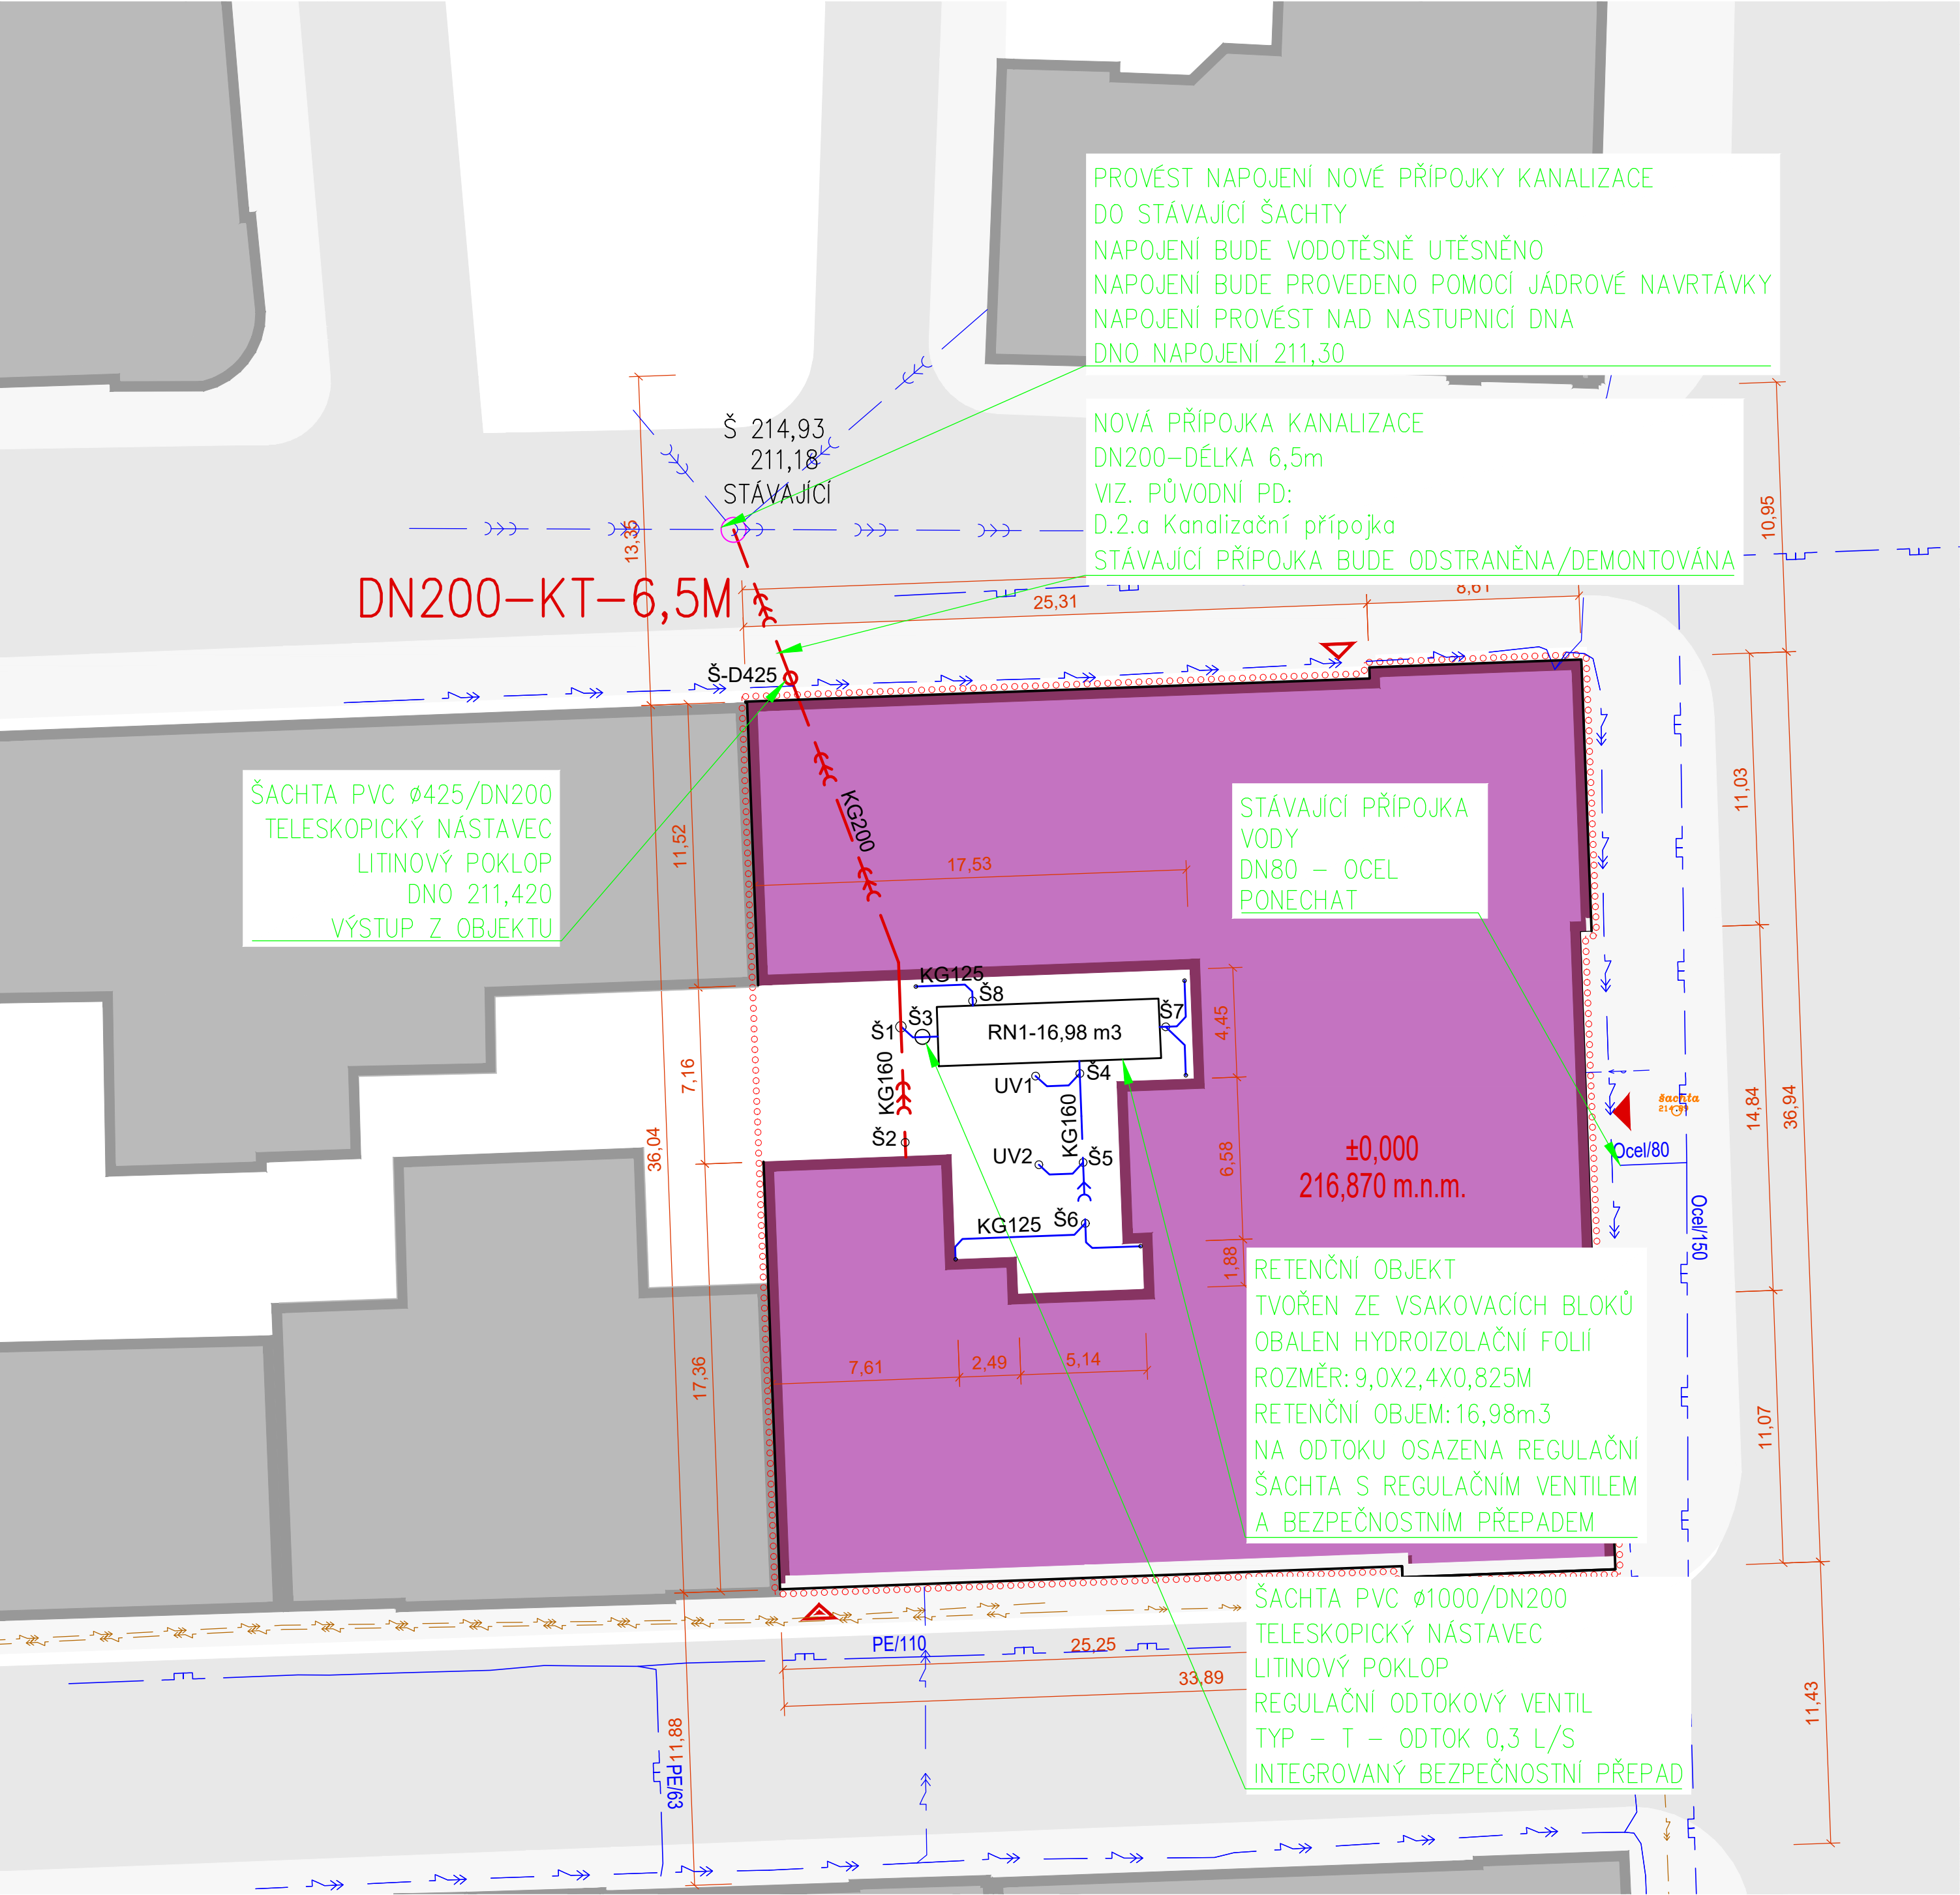 PROVÉST NAPOJENÍ NOVÉ PŘÍPOJKY KANALIZACE
DO STÁVAJÍCÍ ŠACHTY
NAPOJENÍ BUDE VODOTĚSNĚ UTĚSNĚNO
NAPOJENÍ BUDE PROVEDENO POMOCÍ JÁDROVÉ NAVRTÁVKY
NAPOJENÍ PROVÉST NAD NASTUPNICÍ DNA
DNO NAPOJENÍ 211,30
NOVÁ PŘÍPOJKA KANALIZACE
DN200-DÉLKA 6,5m
VIZ. PŮVODNÍ PD:
D.2.a Kanalizační přípojka
STÁVAJÍCÍ PŘÍPOJKA BUDE ODSTRANĚNA/DEMONTOVÁNA
Š 214,93
211,18
STÁVAJÍCÍ
13,35
10,95
DN200-KT-6,5M
25,31
8,61
Š-D425
ŠACHTA PVC ø425/DN200
TELESKOPICKÝ NÁSTAVEC
LITINOVÝ POKLOP
DNO 211,420
VÝSTUP Z OBJEKTU
11,52
KG200
17,53
STÁVAJÍCÍ PŘÍPOJKA
VODY
DN80 - OCEL
PONECHAT
11,03
KG125
Š8
Š3
Š1
RN1-16,98 m3
Š7
4,45
7,16
KG160
UV1
Š4
šachta
14,84
36,94
36,04
Š2
KG160
UV2
Š5
6,58
±0,000
216,870 m.n.m.
Ocel/80
Ocel/150
KG125
Š6
1,88
17,36
7,61
2,49
5,14
RETENČNÍ OBJEKT
TVOŘEN ZE VSAKOVACÍCH BLOKŮ
OBALEN HYDROIZOLAČNÍ FOLIÍ
ROZMĚR: 9,0X2,4X0,825M
RETENČNÍ OBJEM: 16,98m3
NA ODTOKU OSAZENA REGULAČNÍ
ŠACHTA S REGULAČNÍM VENTILEM
A BEZPEČNOSTNÍM PŘEPADEM
11,07
ŠACHTA PVC ø1000/DN200
TELESKOPICKÝ NÁSTAVEC
LITINOVÝ POKLOP
REGULAČNÍ ODTOKOVÝ VENTIL
TYP - T - ODTOK 0,3 L/S
INTEGROVANÝ BEZPEČNOSTNÍ PŘEPAD
PE/110
25,25
33,89
11,88
PE/63
11,43